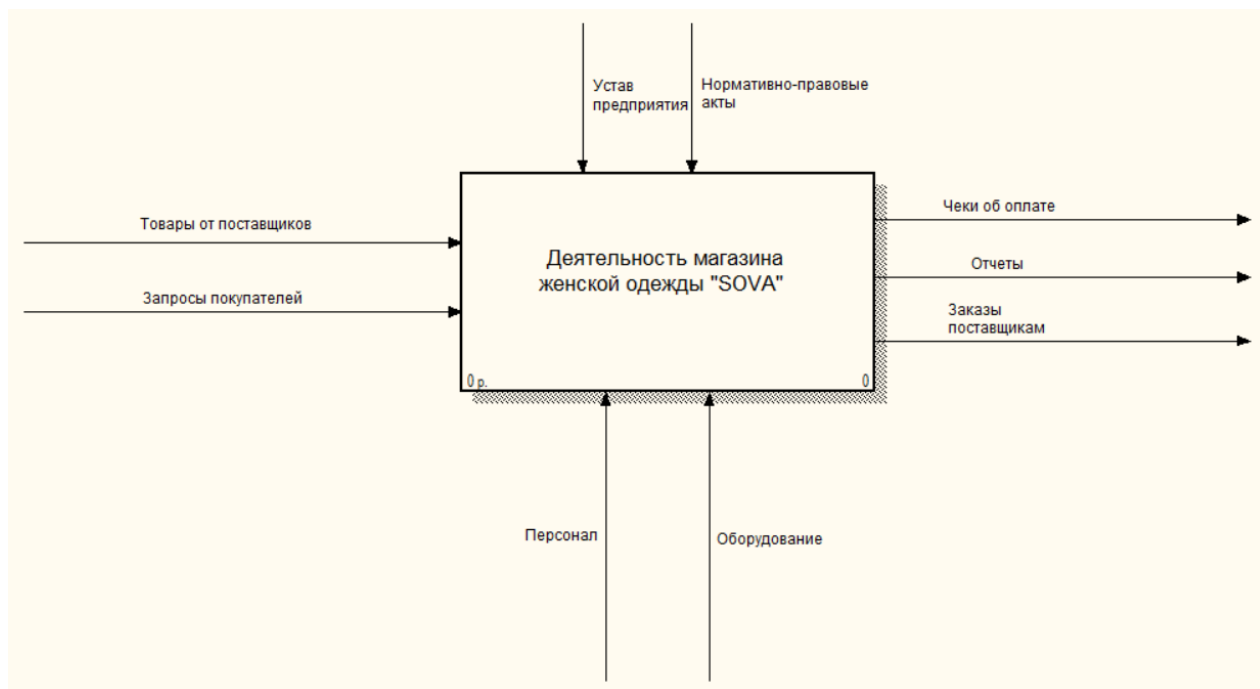 Устав
предприятия
Нормативно-правовые
акты
Товары от поставщиков
Запросы покупателей
Деятельность магазина
женской одежды "SOVA"
0 р.
0
Чеки об оплате
Отчеты
Заказы
поставщикам
Персонал
Оборудование